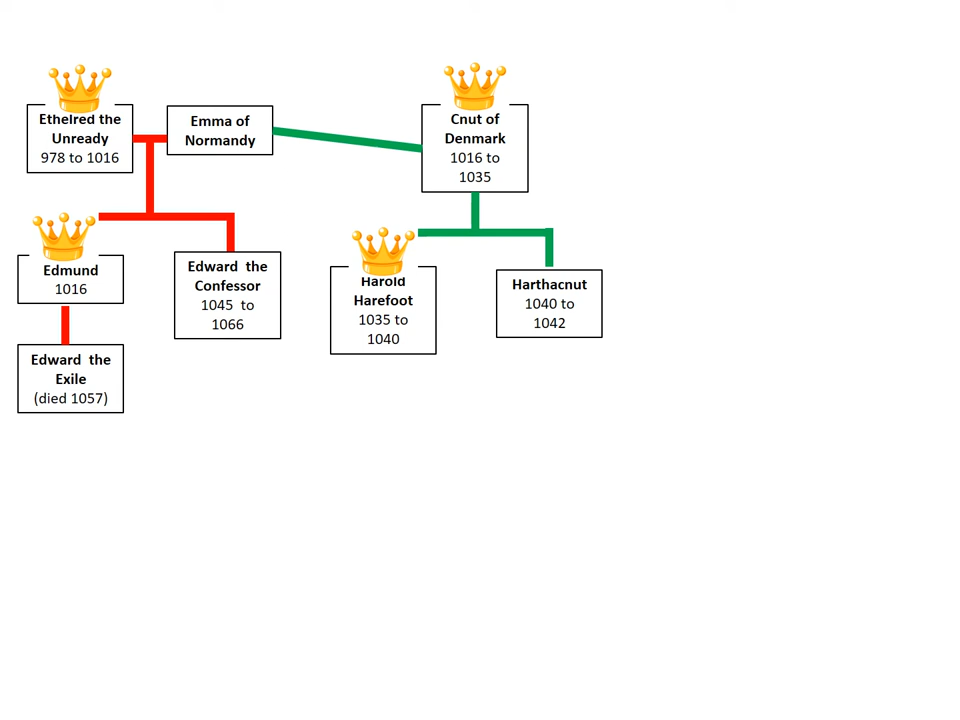 Ethelred the
Unready
978 to 1016
Emma of
Normandy
Cnut of
Denmark
1016 to
1035
Edmund
1016
Edward the
Confessor
1045 to
1066
Harold
Harefoot
1035 to
1040
Harthacnut
1040 to
1042
Edward the
Exile
(died 1057)